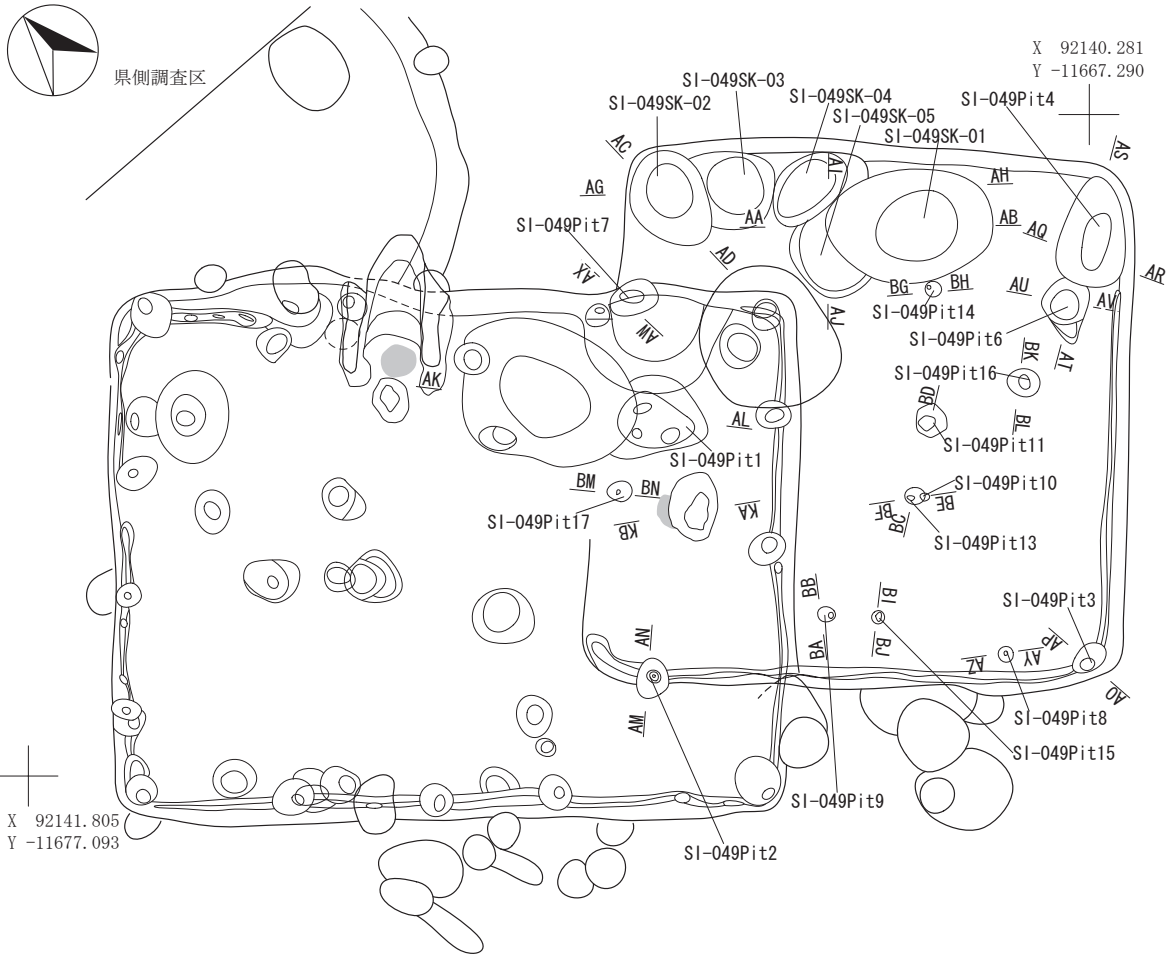 県側調査区
X 92140.281
Y -11667.290
SI-049SK-03
SI-049SK-02
SI-049SK-04
SI-049Pit4
SI-049SK-05
SI-049SK-01
AC
AI
AS
AG
AH
AA
AB
AQ
SI-049Pit7
AD
AX
AR
BG
BH
AU
AV
SI-049Pit14
AJ
AW
SI-049Pit6
BK
AT
SI-049Pit16
AK
BD
AL
BL
SI-049Pit11
SI-049Pit1
BM
BN
SI-049Pit10
BF
BE
KA
SI-049Pit17
KB
BC
SI-049Pit13
BB
BI
SI-049Pit3
AN
BA
BJ
AZ
AY
AP
AO
AM
SI-049Pit8
SI-049Pit15
SI-049Pit9
X 92141.805
Y -11677.093
SI-049Pit2